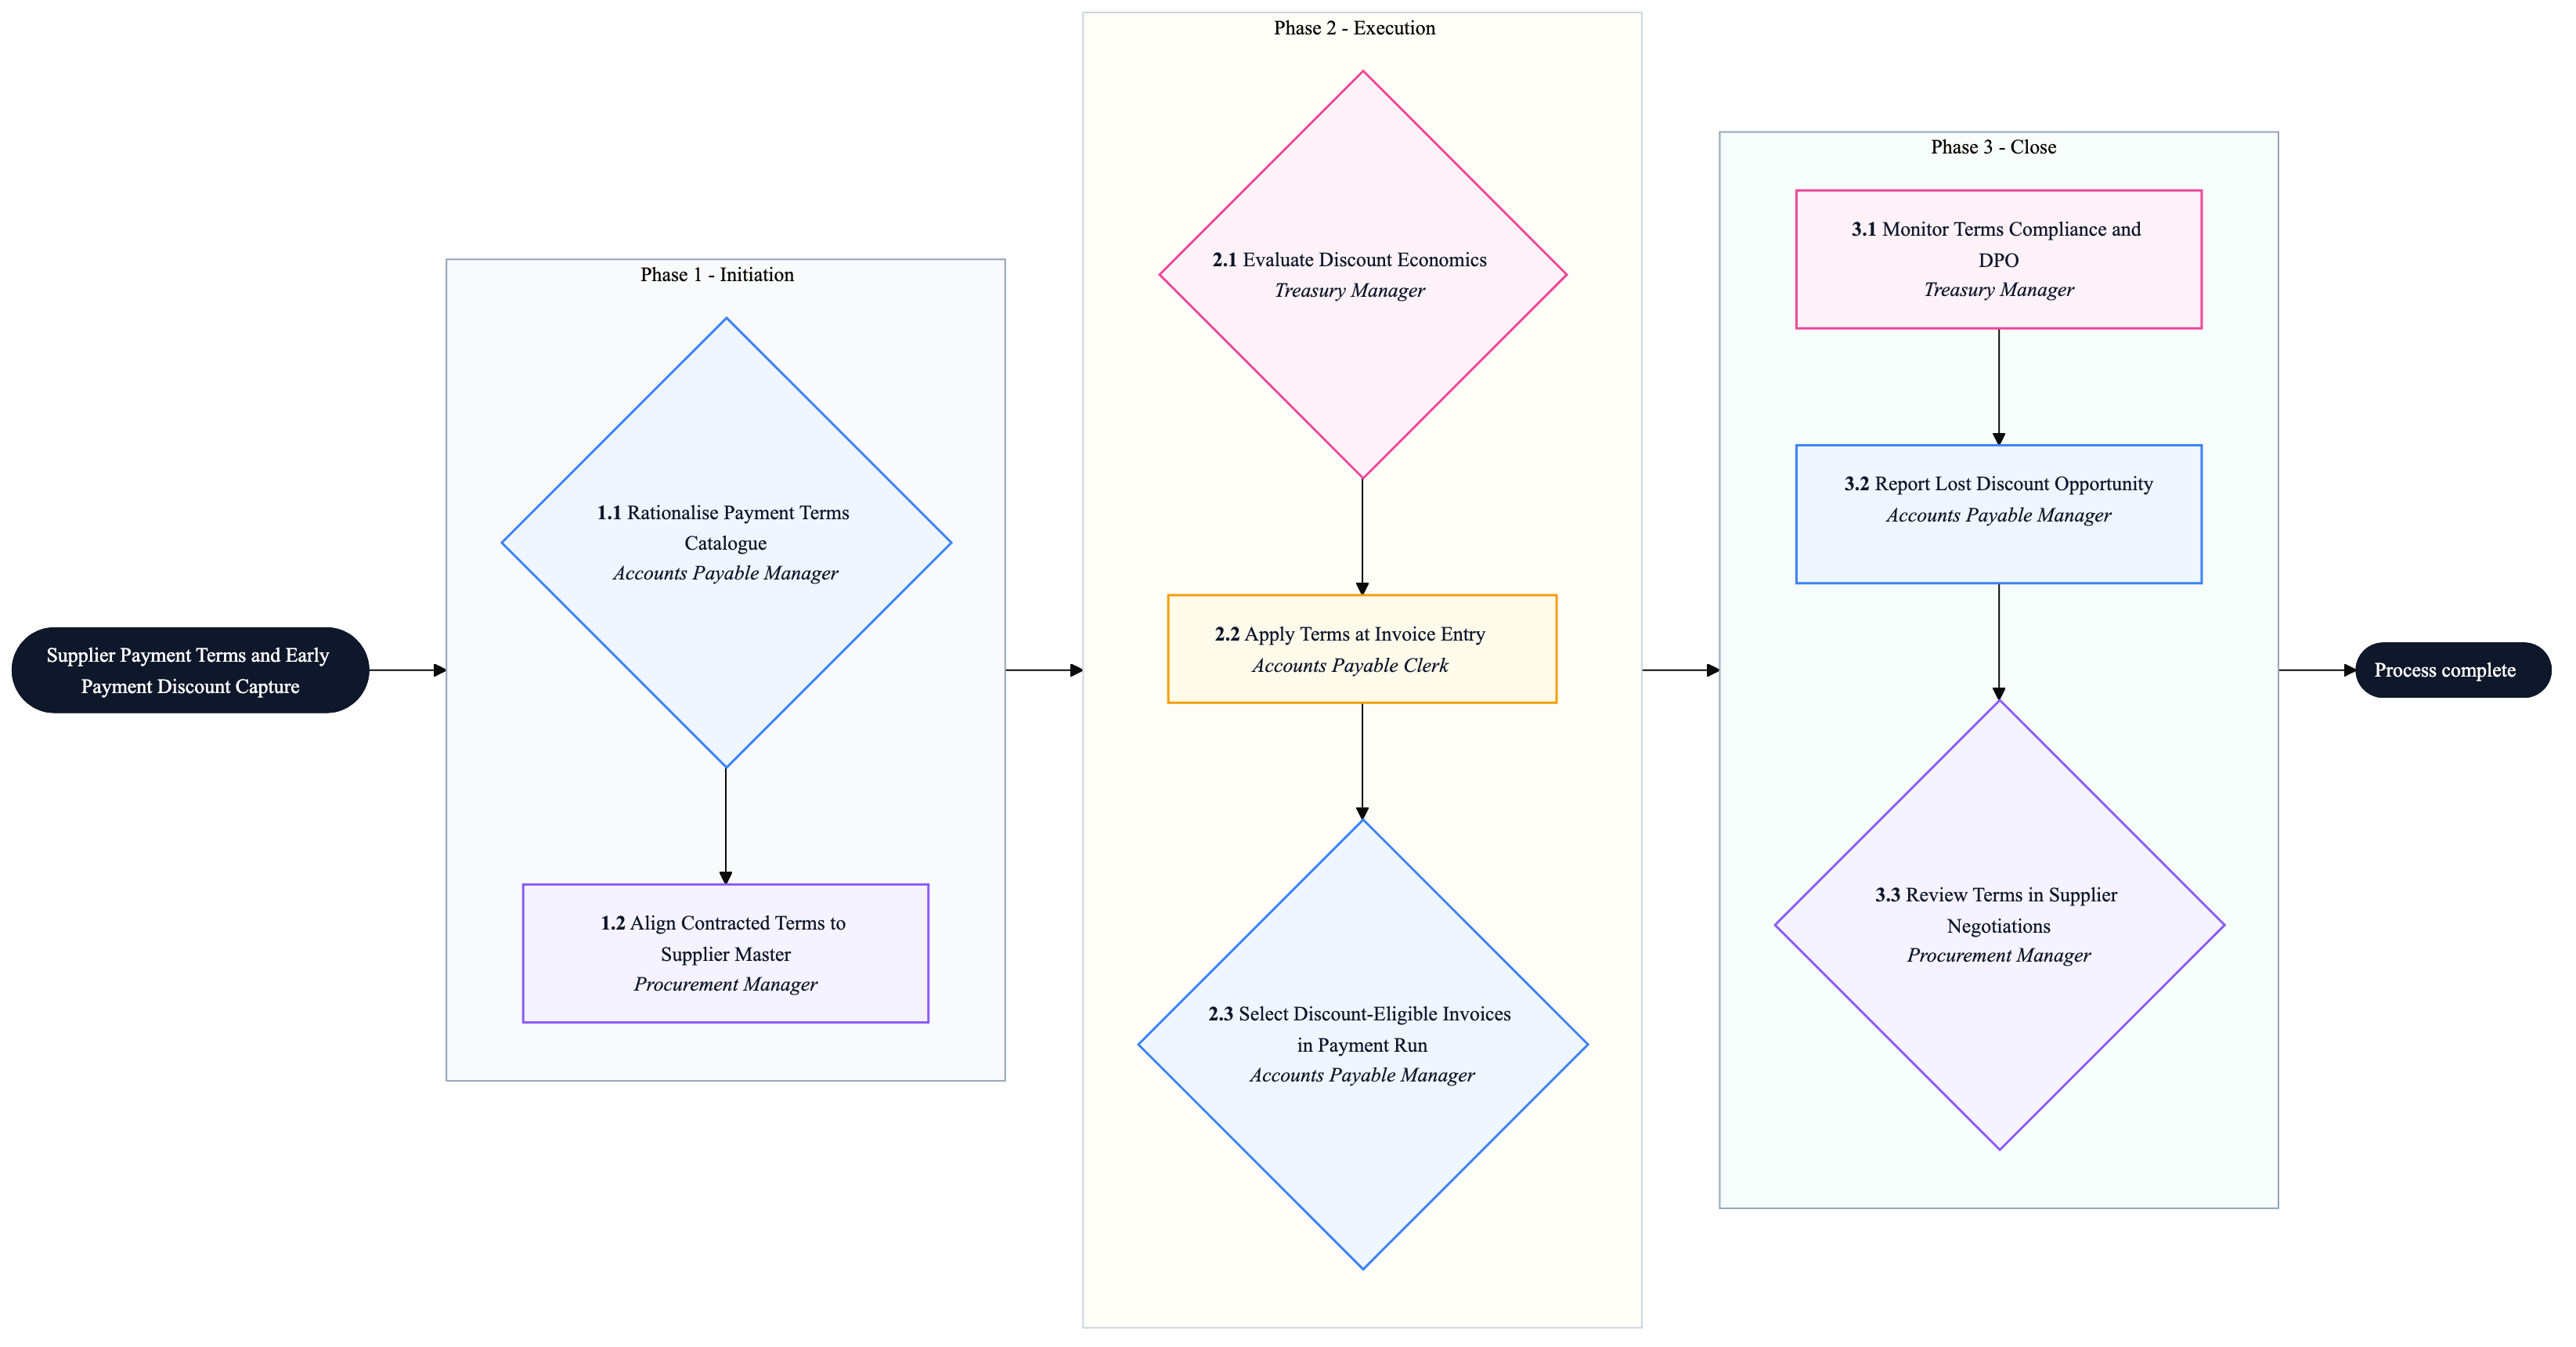 Supplier Payment Terms and Early
Payment Discount Capture
Phase 1 - Initiation
1.1 Rationalise Payment Terms
Catalogue
Accounts Payable Manager
1.2 Align Contracted Terms to
Supplier Master
Procurement Manager
Phase 2 - Execution
2.1 Evaluate Discount Economics
Treasury Manager
2.2 Apply Terms at Invoice Entry
Accounts Payable Clerk
2.3 Select Discount-Eligible Invoices
in Payment Run
Accounts Payable Manager
Phase 3 - Close
3.1 Monitor Terms Compliance and
DPO
Treasury Manager
3.2 Report Lost Discount Opportunity
Accounts Payable Manager
3.3 Review Terms in Supplier
Negotiations
Procurement Manager
Process complete